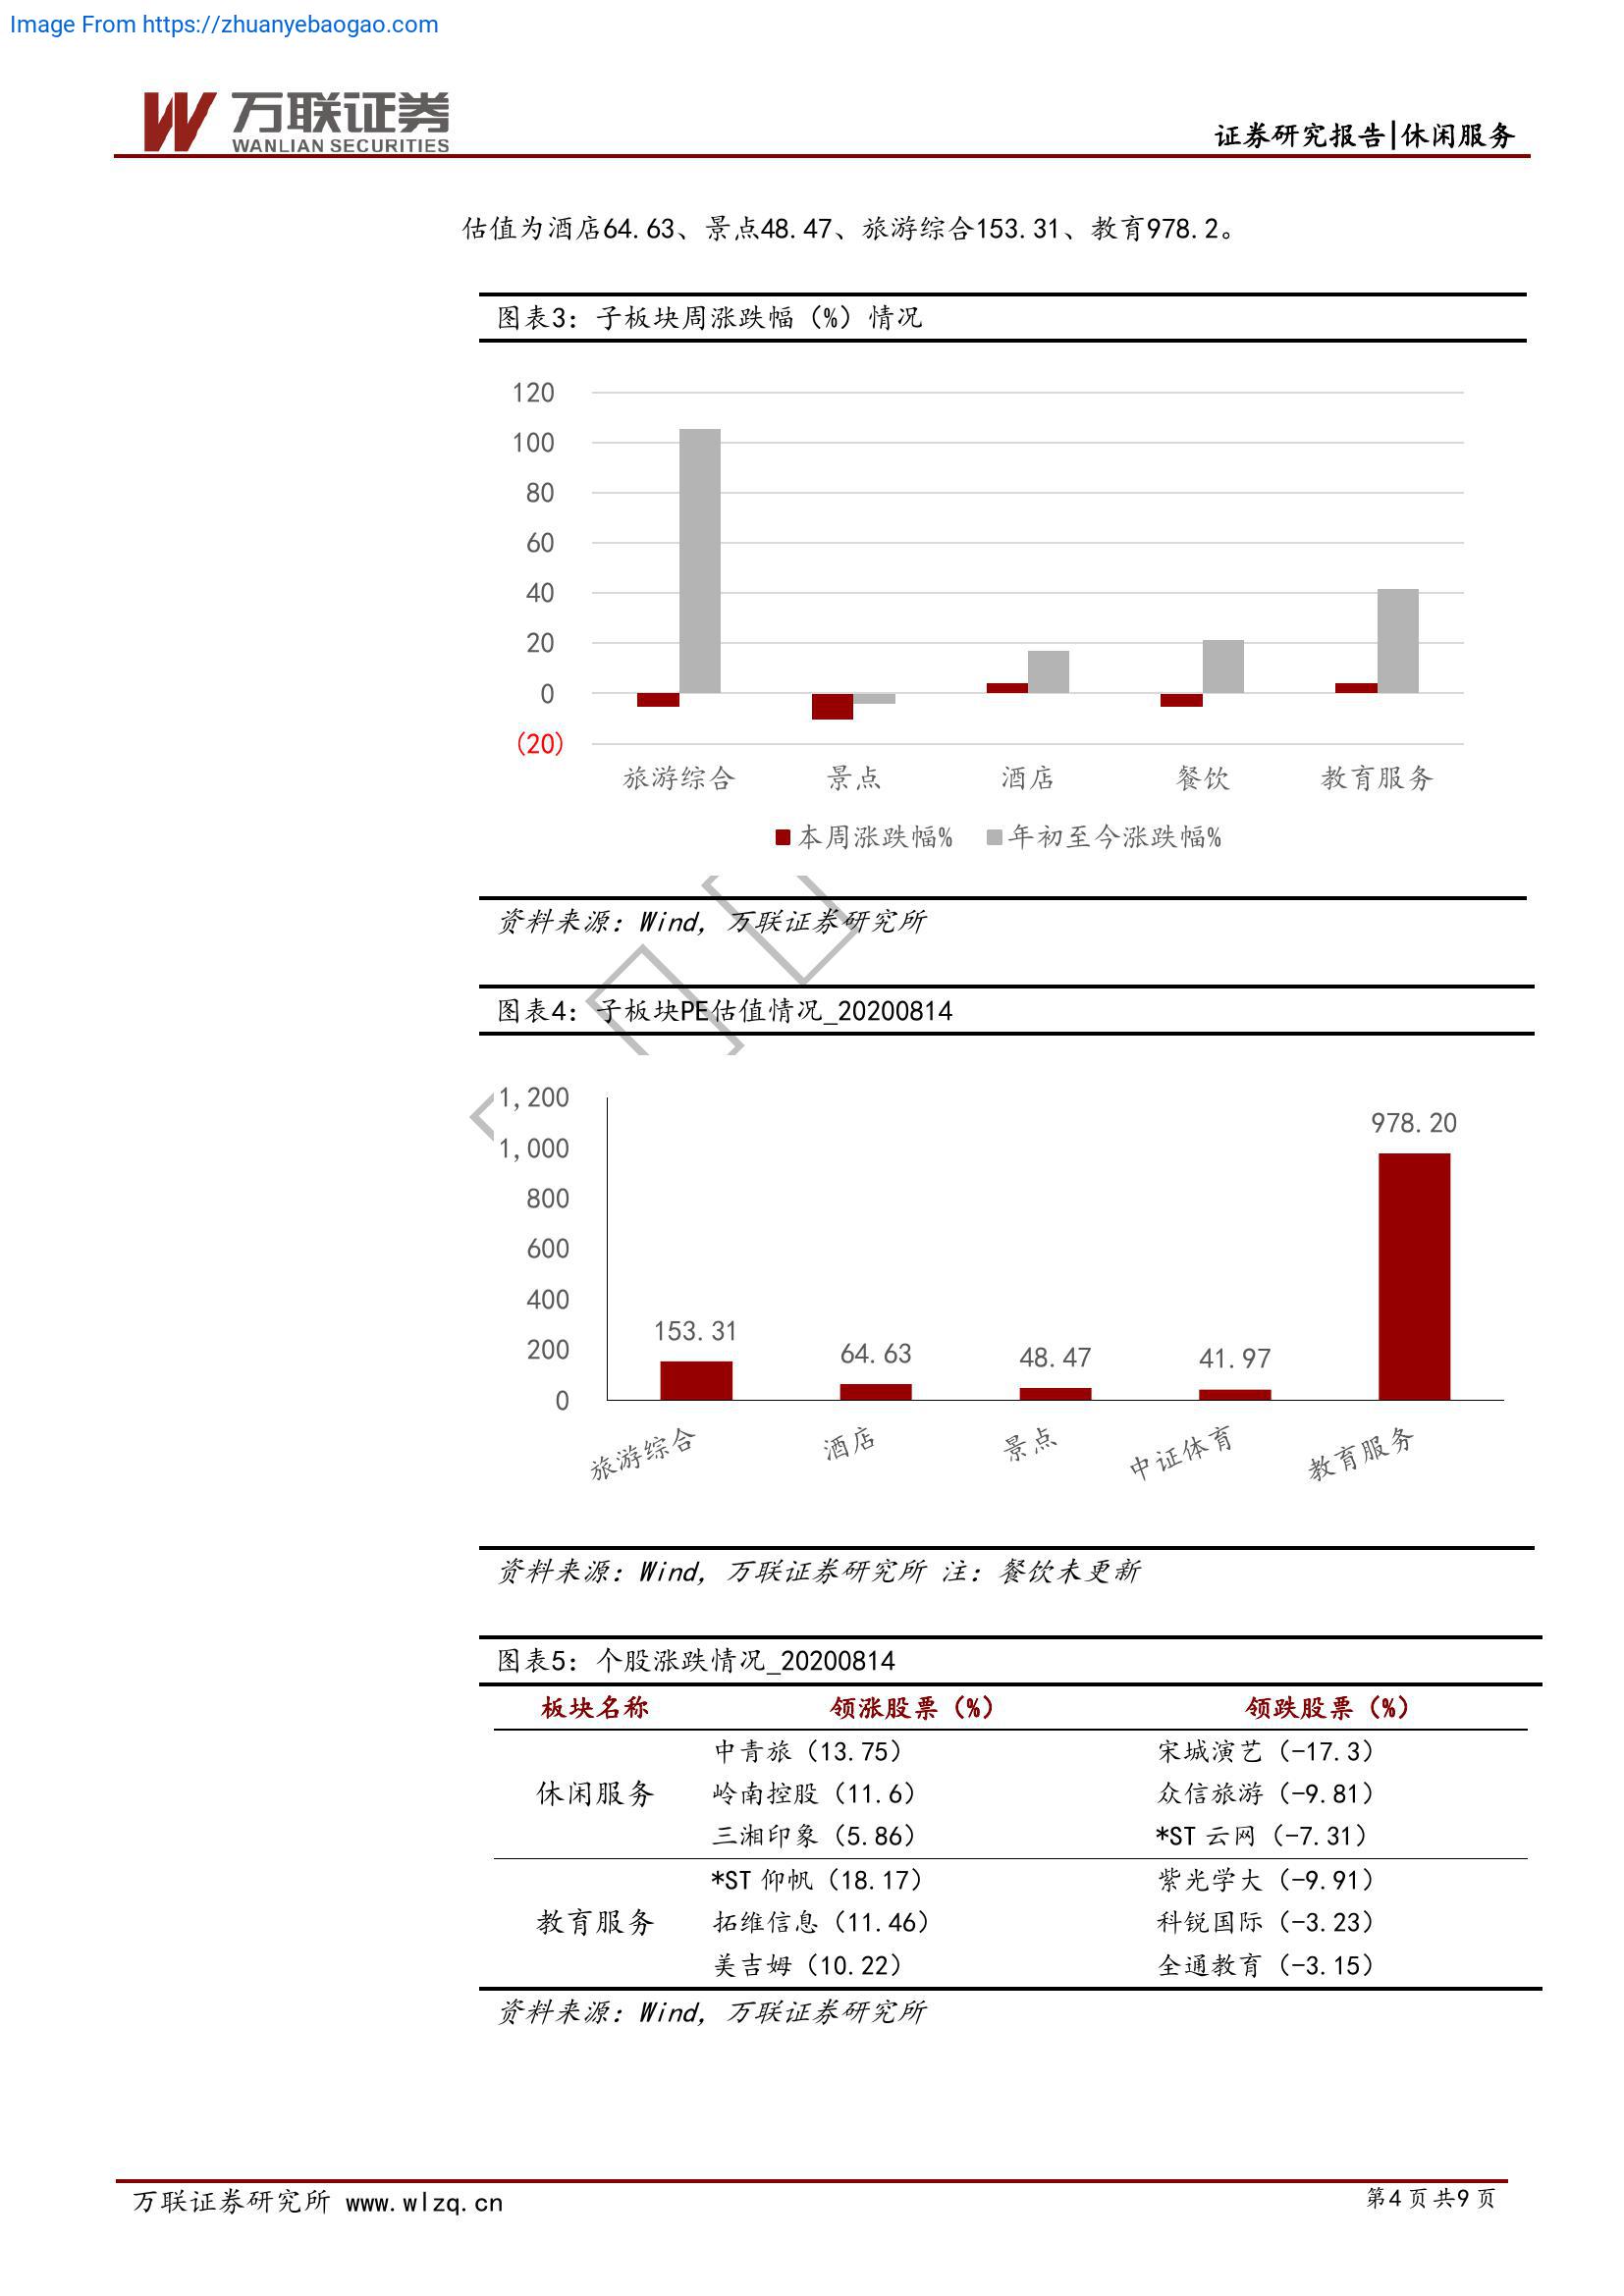 Image From https://zhuanyebaogao.com
万联证券
WANLIAN SECURITIES
证券研究报告|休闲服务
估值为酒店64.63、景点48.47、旅游综合153.31、教育978.2。
图表3：子板块周涨跌幅（%）情况
120
100
80
60
40
20
0
(20)
旅游综合 景点 酒店 餐饮 教育服务
本周涨跌幅% 年初至今涨跌幅%
资料来源：Wind，万联证券研究所
图表4：子板块PE估值情况_20200814
1,200
1,000
800
600
400
200
0
153.31 64.63 48.47 41.97 978.20
旅游综合 酒店 景点 中证体育 教育服务
资料来源：Wind，万联证券研究所 注：餐饮未更新
图表5：个股涨跌情况_20200814
板块名称 领涨股票（%） 领跌股票（%）
中青旅（13.75） 宋城演艺（-17.3）
休闲服务 岭南控股（11.6） 众信旅游（-9.81）
三湘印象（5.86） *ST 云网（-7.31）
*ST 仰帆（18.17） 紫光学大（-9.91）
教育服务 拓维信息（11.46） 科锐国际（-3.23）
美吉姆（10.22） 全通教育（-3.15）
资料来源：Wind，万联证券研究所
万联证券研究所 www.wlzq.cn 第4页共9页